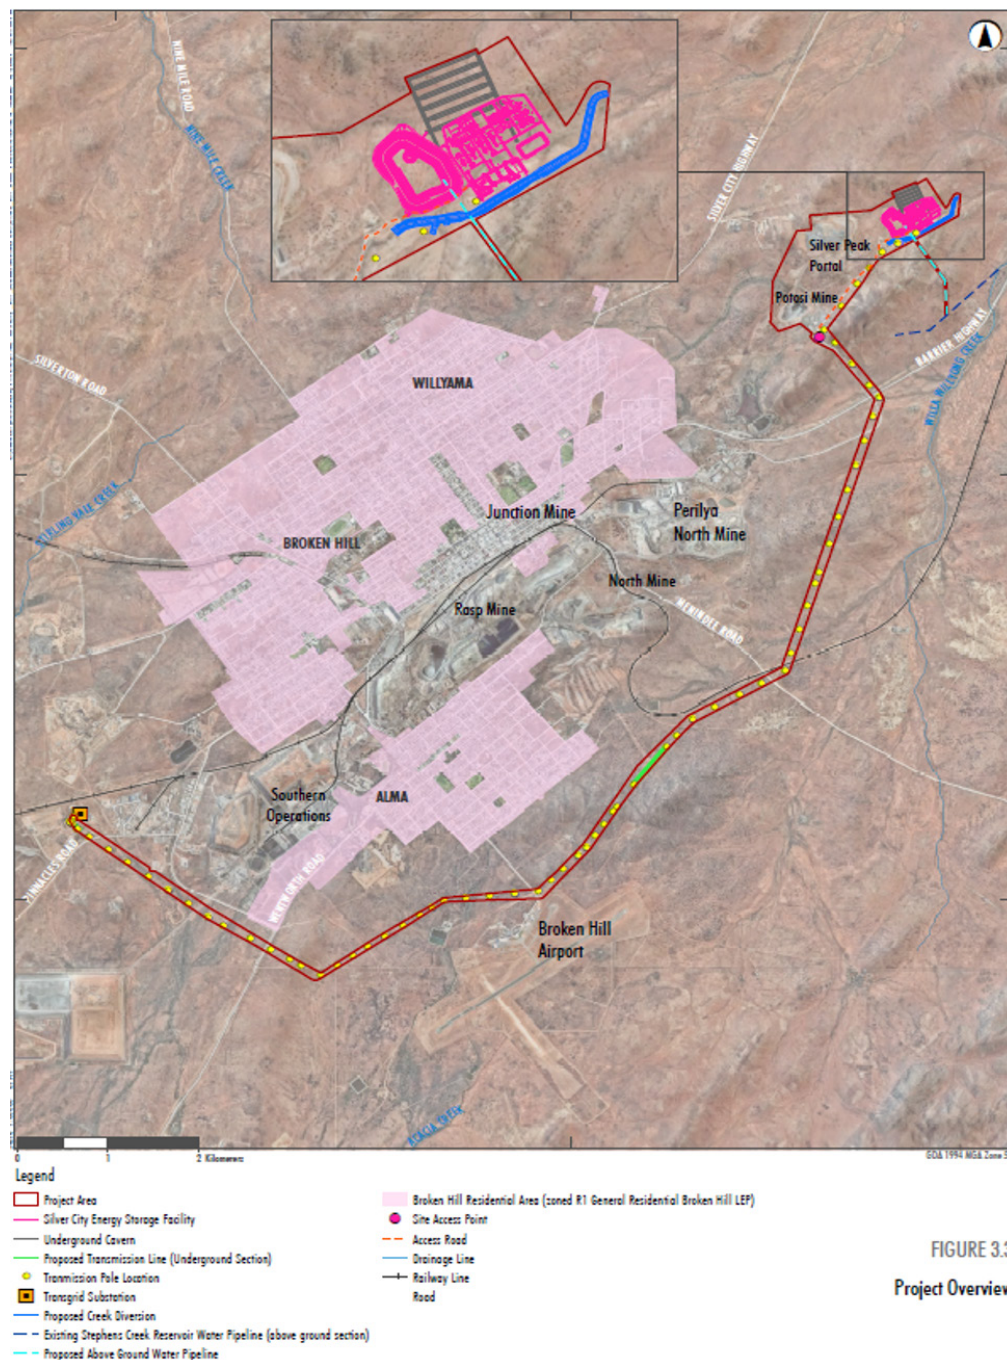 NINE MILE ROAD
NINE MILE CREEK
SILVER CITY HIGHWAY
Silver Peak
Portal
Potosi Mine
BARRIER HIGHWAY
WILLA WILLYONG CREEK
SILVERTON ROAD
WILLYAMA
STIRLING VALE CREEK
Junction Mine
Perilya
North Mine
BROKEN HILL
North Mine
Rasp Mine
MENINDEE ROAD
Southern
Operations
ALMA
PINNACLES ROAD
WENTWORTH ROAD
Broken Hill
Airport
ACACIA CREEK
0 1 2 Kilometers
GDA 1994 MGA Zone 5
Legend
Project Area
Silver City Energy Storage Facility
Underground Cavern
Proposed Transmission Line (Underground Section)
Tranmission Pole Location
Transgrid Substation
Proposed Creek Diversion
Existing Stephens Creek Reservoir Water Pipeline (above ground section)
Proposed Above Ground Water Pipeline
Broken Hill Residential Area (zoned R1 General Residential Broken Hill LEP)
Site Access Point
Access Road
Drainage Line
Railway Line
Road
FIGURE 3.3
Project Overview